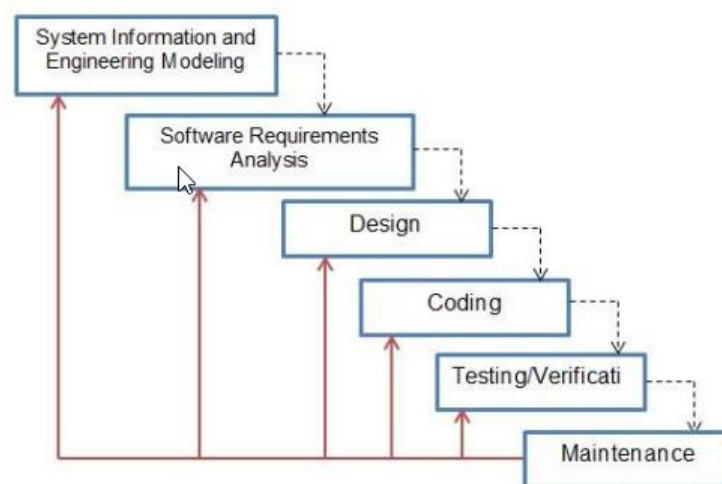 System Information and
Engineering Modeling
Software Requirements
Analysis
Design
Coding
Testing/Verificati
Maintenance